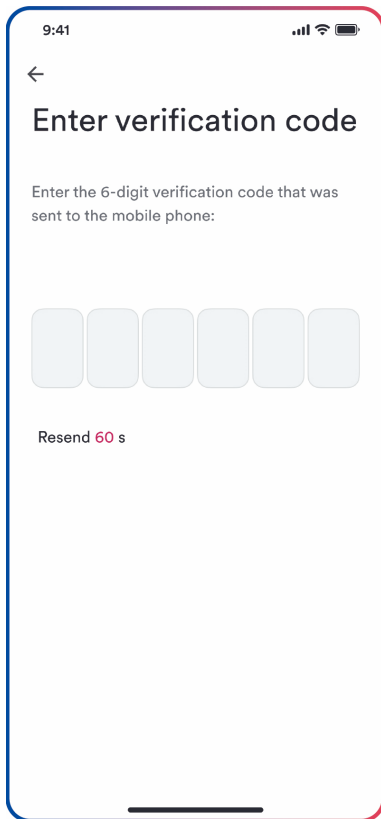 9:41
Enter verification code
Enter the 6-digit verification code that was
sent to the mobile phone:
Resend 60 s